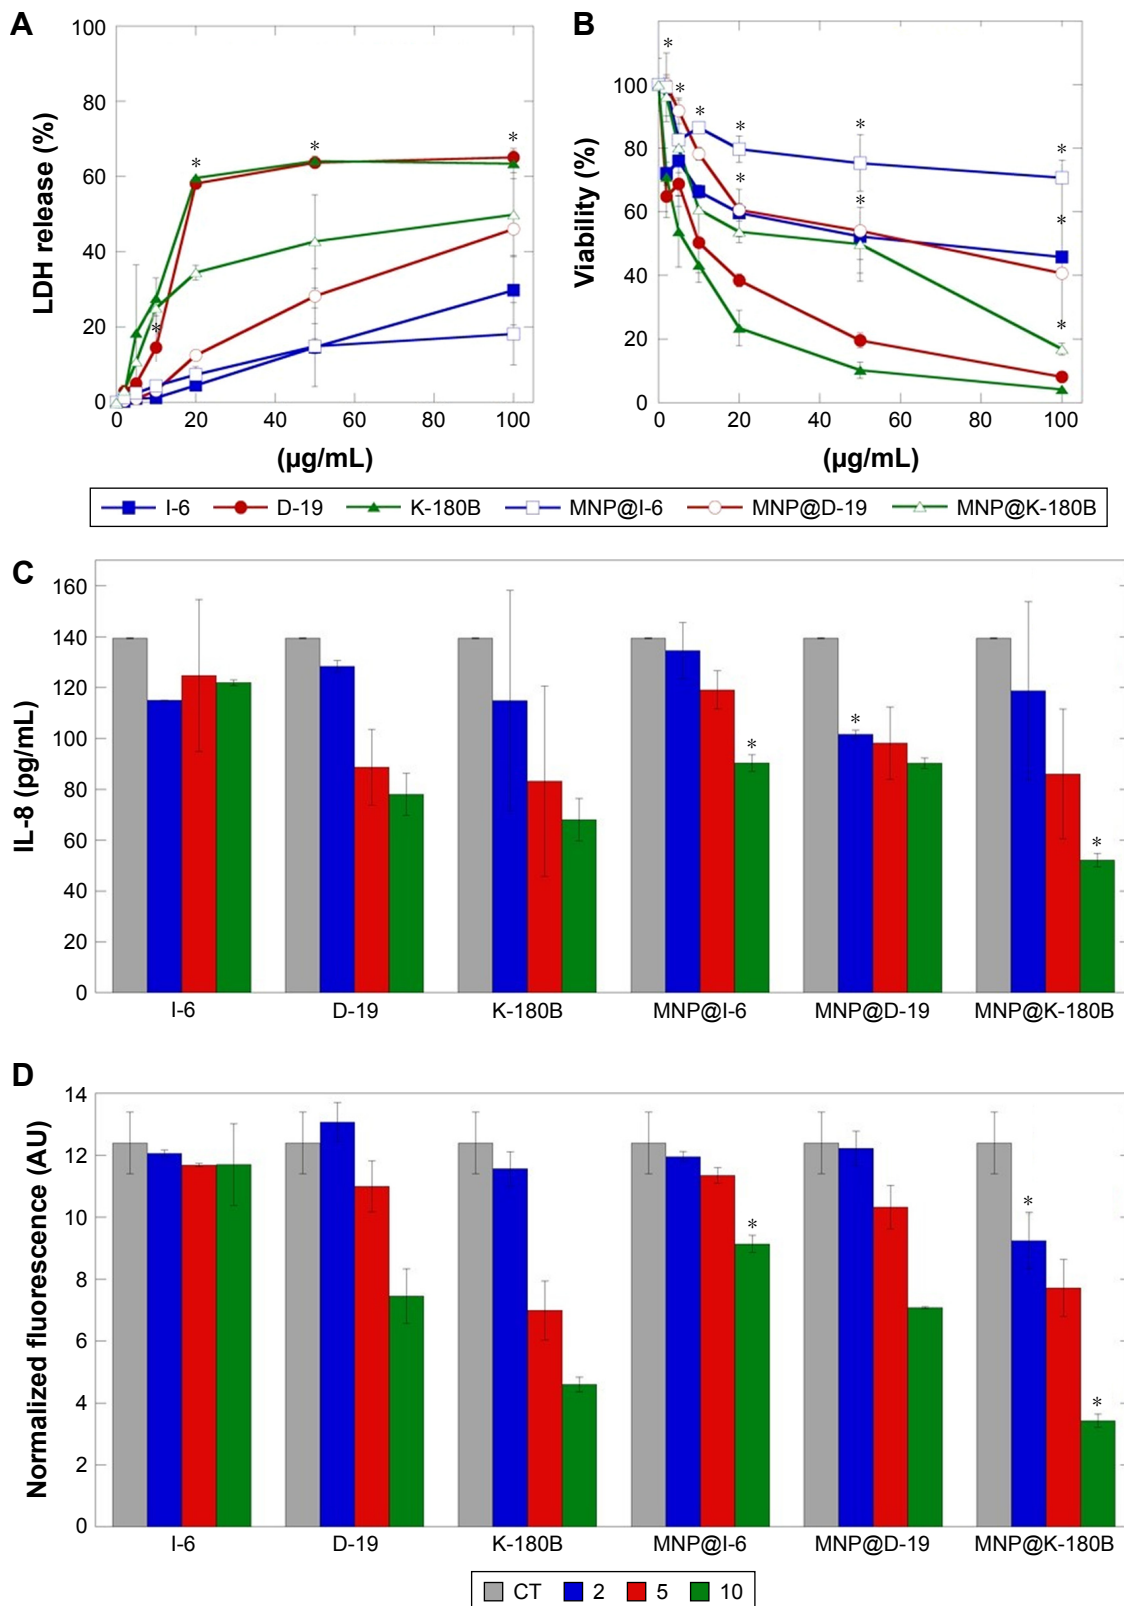 A
LDH release (%)
100
80
60
40
20
0
0 20 40 60 80 100
(µg/mL)
* * * *
B
Viability (%)
100
80
60
40
20
0
0 20 40 60 80 100
(µg/mL)
* * * * * * * * * *
I-6 D-19 K-180B MNP@I-6 MNP@D-19 MNP@K-180B
C
IL-8 (pg/mL)
160
140
120
100
80
60
40
20
0
* * *
I-6 D-19 K-180B MNP@I-6 MNP@D-19 MNP@K-180B
D
Normalized fluorescence (AU)
14
12
10
8
6
4
2
0
* * *
I-6 D-19 K-180B MNP@I-6 MNP@D-19 MNP@K-180B
CT 2 5 10